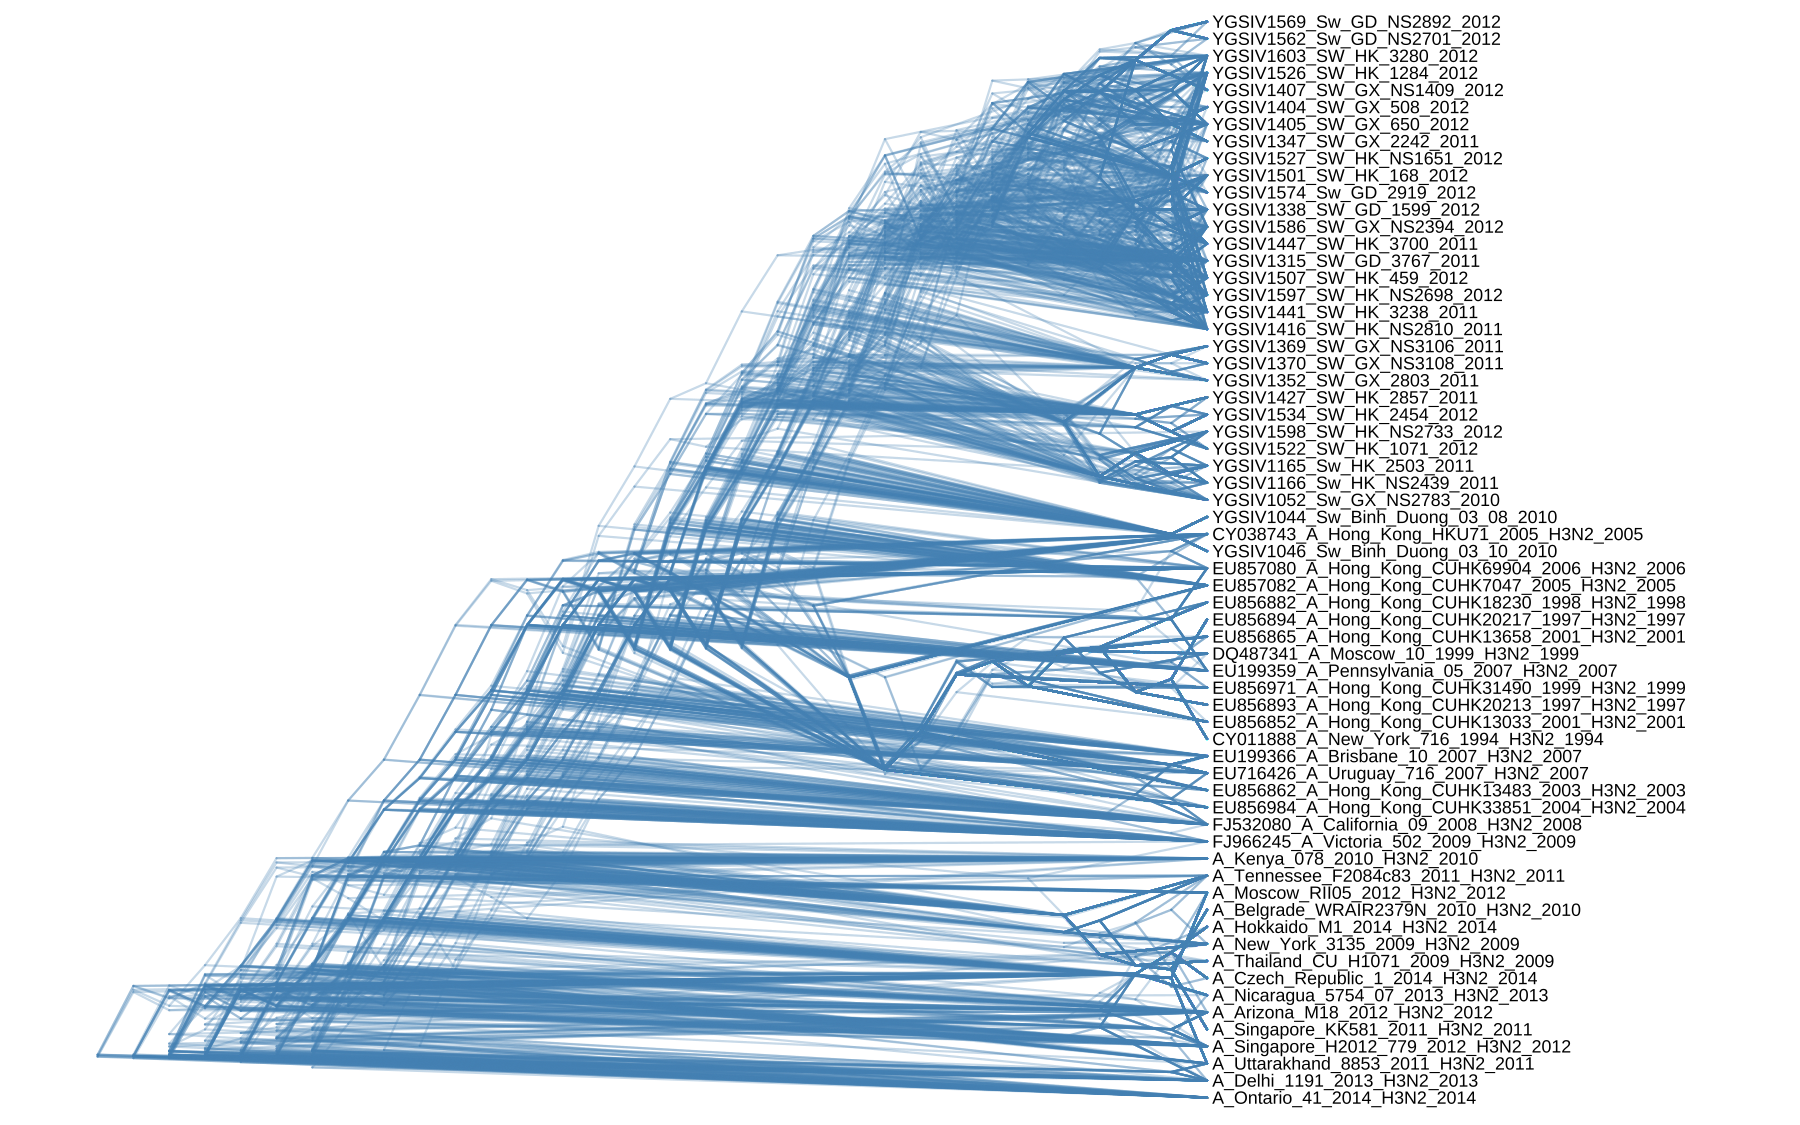 YGSIV1569_Sw_GD_NS2892_2012
YGSIV1562_Sw_GD_NS2701_2012
YGSIV1603_SW_HK_3280_2012
YGSIV1526_SW_HK_1284_2012
YGSIV1407_SW_GX_NS1409_2012
YGSIV1404_SW_GX_508_2012
YGSIV1405_SW_GX_650_2012
YGSIV1347_SW_GX_2242_2011
YGSIV1527_SW_HK_NS1651_2012
YGSIV1501_SW_HK_168_2012
YGSIV1574_Sw_GD_2919_2012
YGSIV1338_SW_GD_1599_2012
YGSIV1586_SW_GX_NS2394_2012
YGSIV1447_SW_HK_3700_2011
YGSIV1315_SW_GD_3767_2011
YGSIV1507_SW_HK_459_2012
YGSIV1597_SW_HK_NS2698_2012
YGSIV1441_SW_HK_3238_2011
YGSIV1416_SW_HK_NS2810_2011
YGSIV1369_SW_GX_NS3106_2011
YGSIV1370_SW_GX_NS3108_2011
YGSIV1352_SW_GX_2803_2011
YGSIV1427_SW_HK_2857_2011
YGSIV1534_SW_HK_2454_2012
YGSIV1598_SW_HK_NS2733_2012
YGSIV1522_SW_HK_1071_2012
YGSIV1165_Sw_HK_2503_2011
YGSIV1166_Sw_HK_NS2439_2011
YGSIV1052_Sw_GX_NS2783_2010
YGSIV1044_Sw_Binh_Duong_03_08_2010
CY038743_A_Hong_Kong_HKU71_2005_H3N2_2005
YGSIV1046_Sw_Binh_Duong_03_10_2010
EU857080_A_Hong_Kong_CUHK69904_2006_H3N2_2006
EU857082_A_Hong_Kong_CUHK7047_2005_H3N2_2005
EU856882_A_Hong_Kong_CUHK18230_1998_H3N2_1998
EU856894_A_Hong_Kong_CUHK20217_1997_H3N2_1997
EU856865_A_Hong_Kong_CUHK13658_2001_H3N2_2001
DQ487341_A_Moscow_10_1999_H3N2_1999
EU199359_A_Pennsylvania_05_2007_H3N2_2007
EU856971_A_Hong_Kong_CUHK31490_1999_H3N2_1999
EU856893_A_Hong_Kong_CUHK20213_1997_H3N2_1997
EU856852_A_Hong_Kong_CUHK13033_2001_H3N2_2001
CY011888_A_New_York_716_1994_H3N2_1994
EU199366_A_Brisbane_10_2007_H3N2_2007
EU716426_A_Uruguay_716_2007_H3N2_2007
EU856862_A_Hong_Kong_CUHK13483_2003_H3N2_2003
EU856984_A_Hong_Kong_CUHK33851_2004_H3N2_2004
FJ532080_A_California_09_2008_H3N2_2008
FJ966245_A_Victoria_502_2009_H3N2_2009
A_Kenya_078_2010_H3N2_2010
A_Tennessee_F2084c83_2011_H3N2_2011
A_Moscow_RII05_2012_H3N2_2012
A_Belgrade_WRAIR2379N_2010_H3N2_2010
A_Hokkaido_M1_2014_H3N2_2014
A_New_York_3135_2009_H3N2_2009
A_Thailand_CU_H1071_2009_H3N2_2009
A_Czech_Republic_1_2014_H3N2_2014
A_Nicaragua_5754_07_2013_H3N2_2013
A_Arizona_M18_2012_H3N2_2012
A_Singapore_KK581_2011_H3N2_2011
A_Singapore_H2012_779_2012_H3N2_2012
A_Uttarakhand_8853_2011_H3N2_2011
A_Delhi_1191_2013_H3N2_2013
A_Ontario_41_2014_H3N2_2014